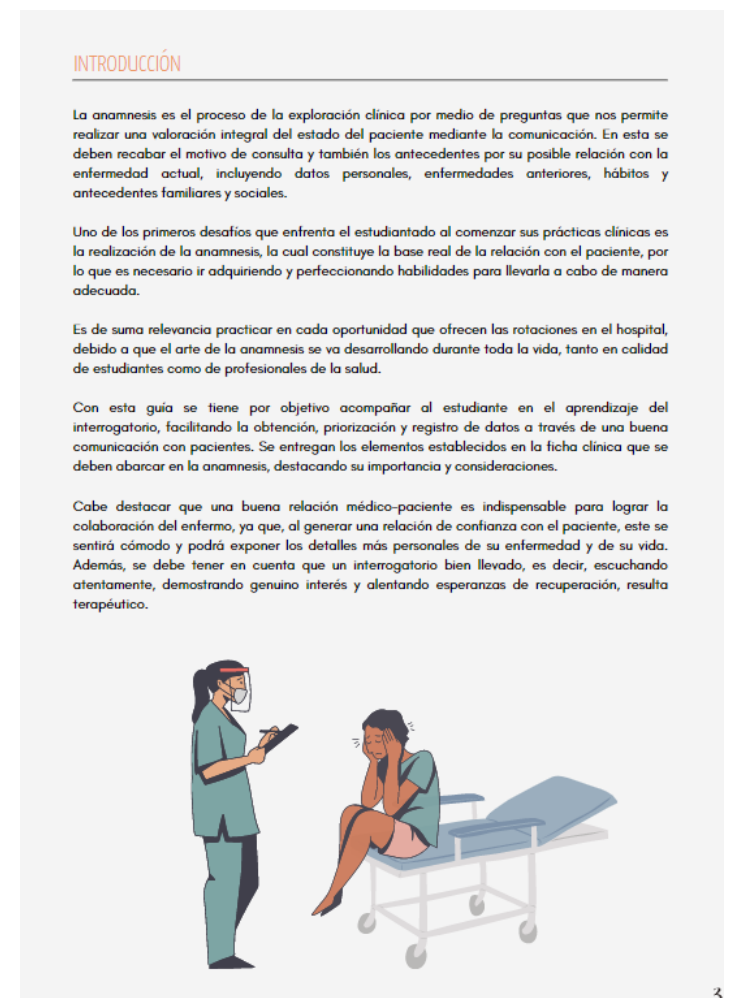 INTRODUCCIÓN
La anamnesis es el proceso de la exploración clínica por medio de preguntas que nos permite
realizar una valoración integral del estado del paciente mediante la comunicación. En esta se
deben recabar el motivo de consulta y también los antecedentes por su posible relación con la
enfermedad actual, incluyendo datos personales, enfermedades anteriores, hábitos y
antecedentes familiares y sociales.
Uno de los primeros desafíos que enfrenta el estudiantado al comenzar sus prácticas clínicas es
la realización de la anamnesis, la cual constituye la base real de la relación con el paciente, por
lo que es necesario ir adquiriendo y perfeccionando habilidades para llevarla a cabo de manera
adecuada.
Es de suma relevancia practicar en cada oportunidad que ofrecen las rotaciones en el hospital,
debido a que el arte de la anamnesis se va desarrollando durante toda la vida, tanto en calidad
de estudiantes como de profesionales de la salud.
Con esta guía se tiene por objetivo acompañar al estudiante en el aprendizaje del
interrogatorio, facilitando la obtención, priorización y registro de datos a través de una buena
comunicación con pacientes. Se entregan los elementos establecidos en la ficha clínica que se
deben abarcar en la anamnesis, destacando su importancia y consideraciones.
Cabe destacar que una buena relación médico-paciente es indispensable para lograr la
colaboración del enfermo, ya que, al generar una relación de confianza con el paciente, este se
sentirá cómodo y podrá exponer los detalles más personales de su enfermedad y de su vida.
Además, se debe tener en cuenta que un interrogatorio bien llevado, es decir, escuchando
atentamente, demostrando genuino interés y alentando esperanzas de recuperación, resulta
terapéutico.
3